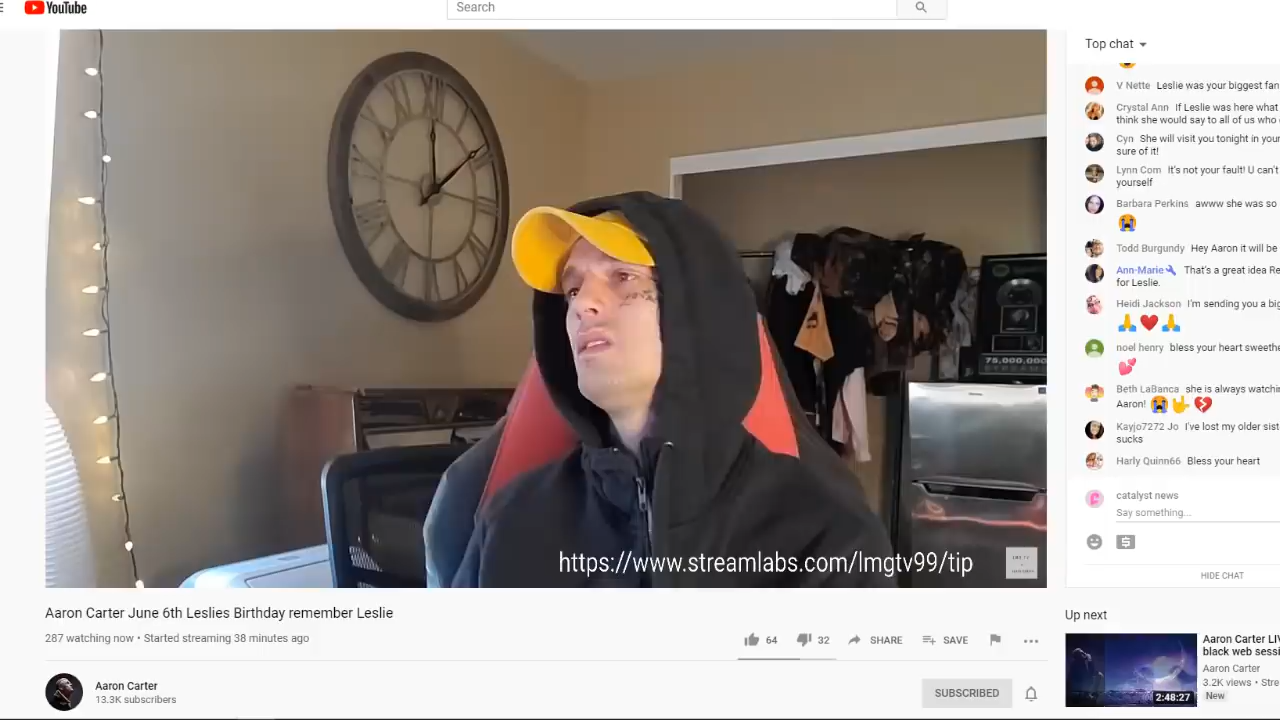 YouTube
Search
Top chat
V Nette Leslie was your biggest fan
Crystal Ann If Leslie was here what
think she would say to all of us who
Cyn She will visit you tonight in your
sure of it!
Lynn Com It's not your fault! U can't
yourself
Barbara Perkins awww she was so
Todd Burgundy Hey Aaron it will be
Ann-Marie That's a great idea Re
for Leslie.
Heidi Jackson I'm sending you a big
noel henry bless your heart sweethe
Beth LaBanca she is always watchin
Aaron!
Kayjo7272 Jo I've lost my older sist
sucks
Harly Quinn66 Bless your heart
catalyst news
Say something...
HIDE CHAT
75,000,000
https://www.streamlabs.com/lmgtv99/tip
Aaron Carter June 6th Leslies Birthday remember Leslie
287 watching now • Started streaming 38 minutes ago
64 32 SHARE SAVE
Aaron Carter
13.3K subscribers
SUBSCRIBED
Up next
2:48:27
Aaron Carter LIV
black web sessi
Aaron Carter
3.2K views • Stre
New